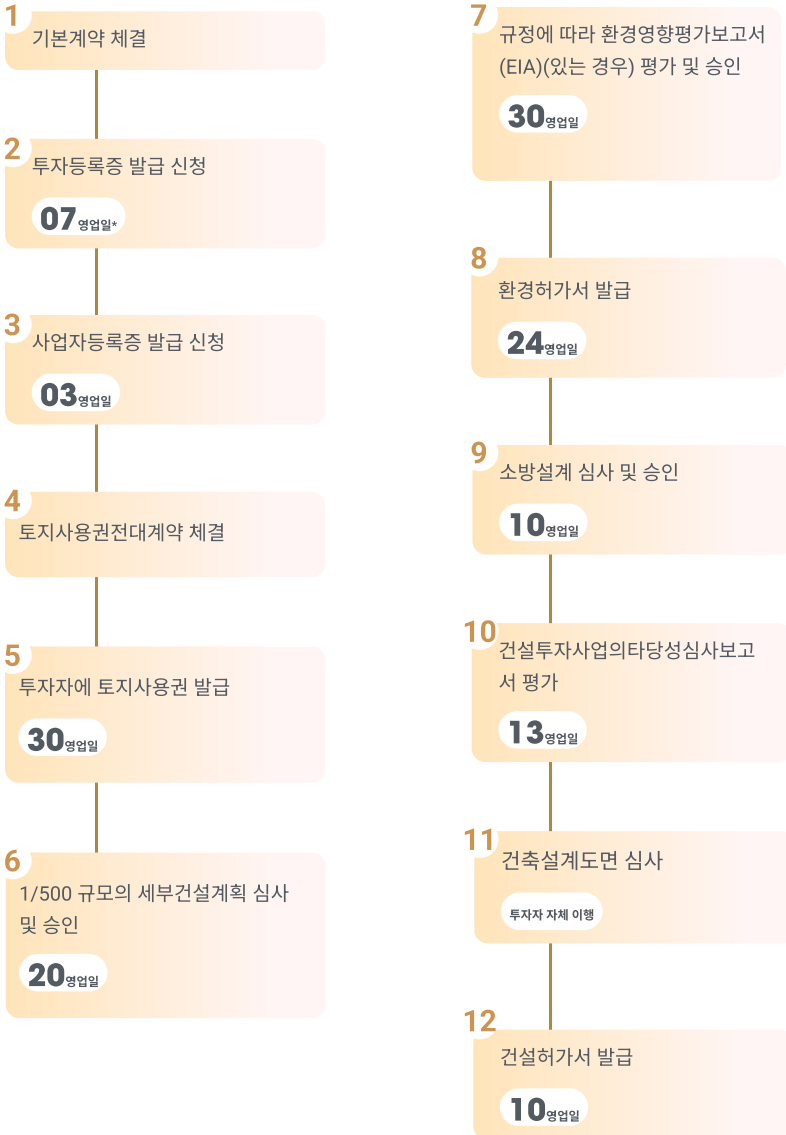 1
기본계약 체결
2
투자등록증 발급 신청
07영업일*
3
사업자등록증 발급 신청
03영업일
4
토지사용권전대계약 체결
5
투자자에 토지사용권 발급
30영업일
6
1/500 규모의 세부건설계획 심사
및 승인
20영업일
7
규정에 따라 환경영향평가보고서
(EIA)(있는 경우) 평가 및 승인
30영업일
8
환경허가서 발급
24영업일
9
소방설계 심사 및 승인
10영업일
10
건설투자사업의타당성심사보고
서 평가
13영업일
11
건축설계도면 심사
투자자 자체 이행
12
건설허가서 발급
10영업일